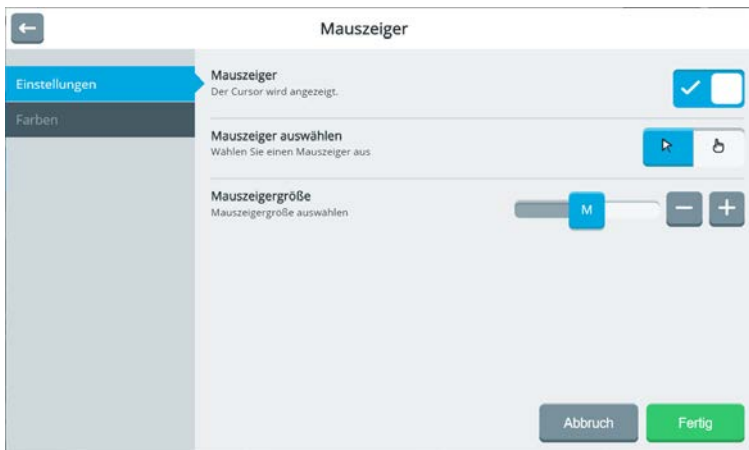 Mauszeiger
Einstellungen
Farben
Mauszeiger
Der Cursor wird angezeigt.
Mauszeiger auswählen
Wählen Sie einen Mauszeiger aus
Mauszeigergröße
Mauszeigergröße auswählen
M
Abbruch
Fertig